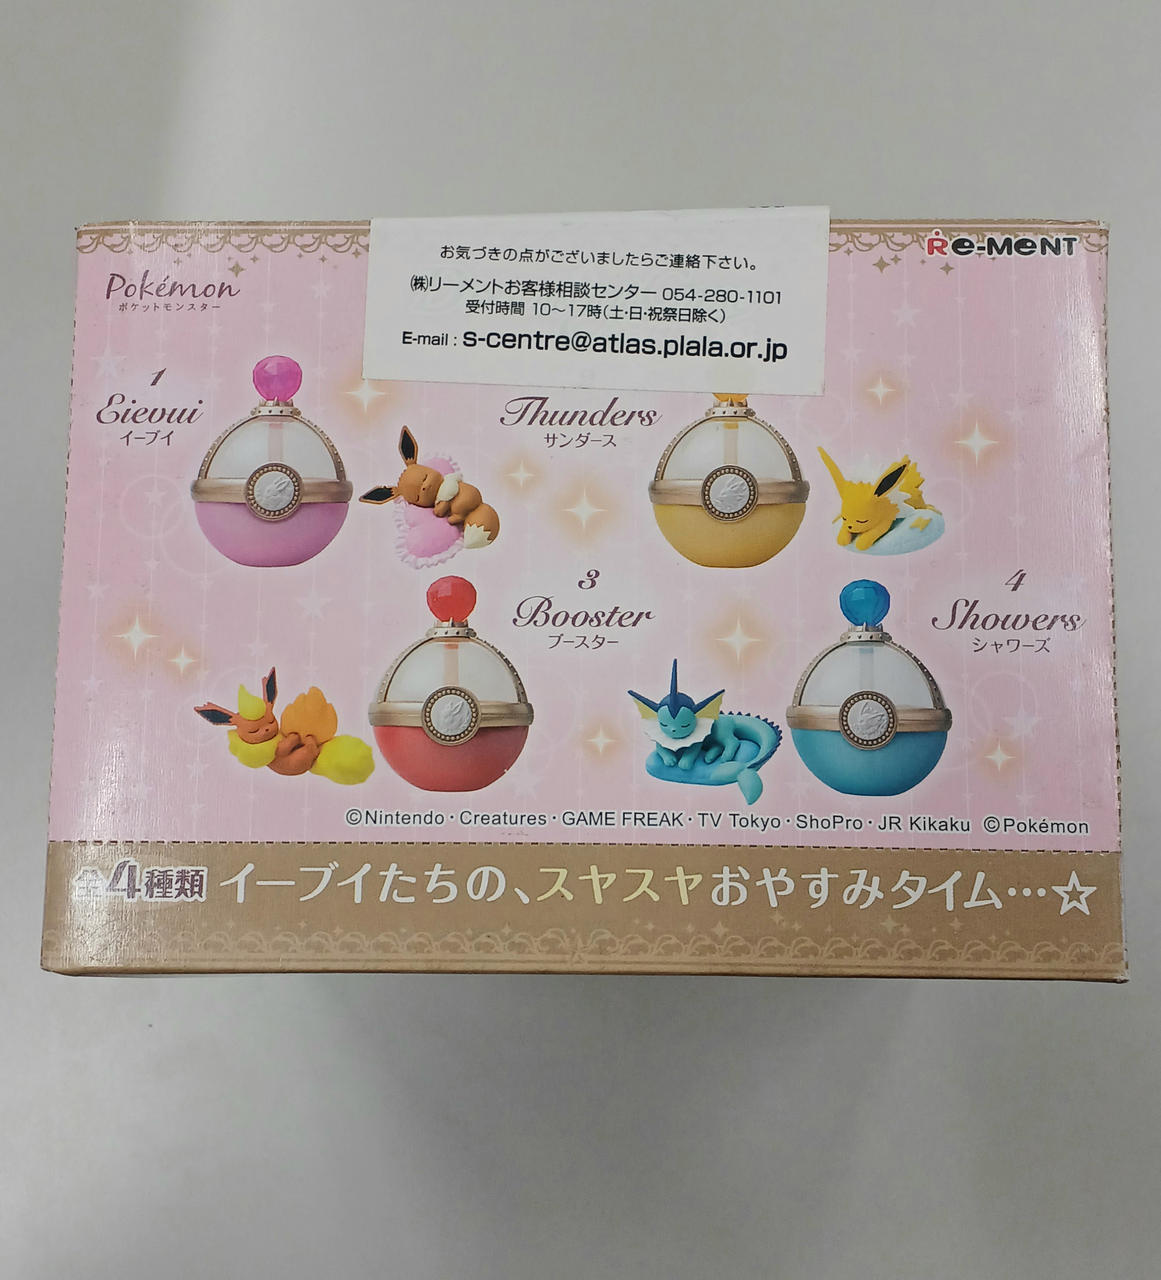 お気づきの点がございましたらご連絡下さい。
(株)リーメントお客様相談センター 054-280-1101
受付時間 10〜17時(土・日・祝祭日除く)
E-mail : s-centre@atlas.plala.or.jp
Re-MeNT
Pokémon
ポケットモンスター
1
Eievui
イーブイ
Thunders
サンダース
3
Booster
ブースター
4
Showers
シャワーズ
©Nintendo・Creatures・GAME FREAK・TV Tokyo・ShoPro・JR Kikaku ©Pokémon
全4種類 イーブイたちの、スヤスヤおやすみタイム…☆